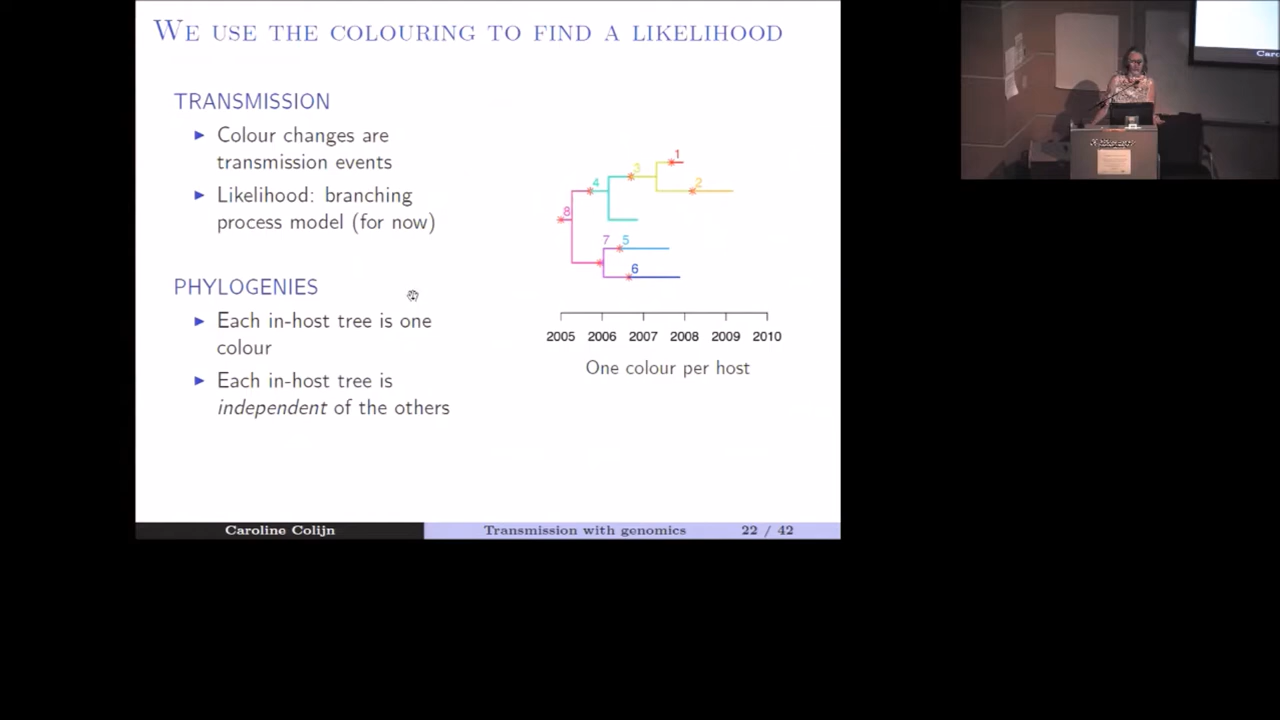 WE USE THE COLOURING TO FIND A LIKELIHOOD
TRANSMISSION
► Colour changes are
transmission events
► Likelihood: branching
process model (for now)
PHYLOGENIES
► Each in-host tree is one
colour
► Each in-host tree is
independent of the others
1
3
2
4
8
7
5
6
2005 2006 2007 2008 2009 2010
One colour per host
Caroline Colijn
Transmission with genomics
22 / 42